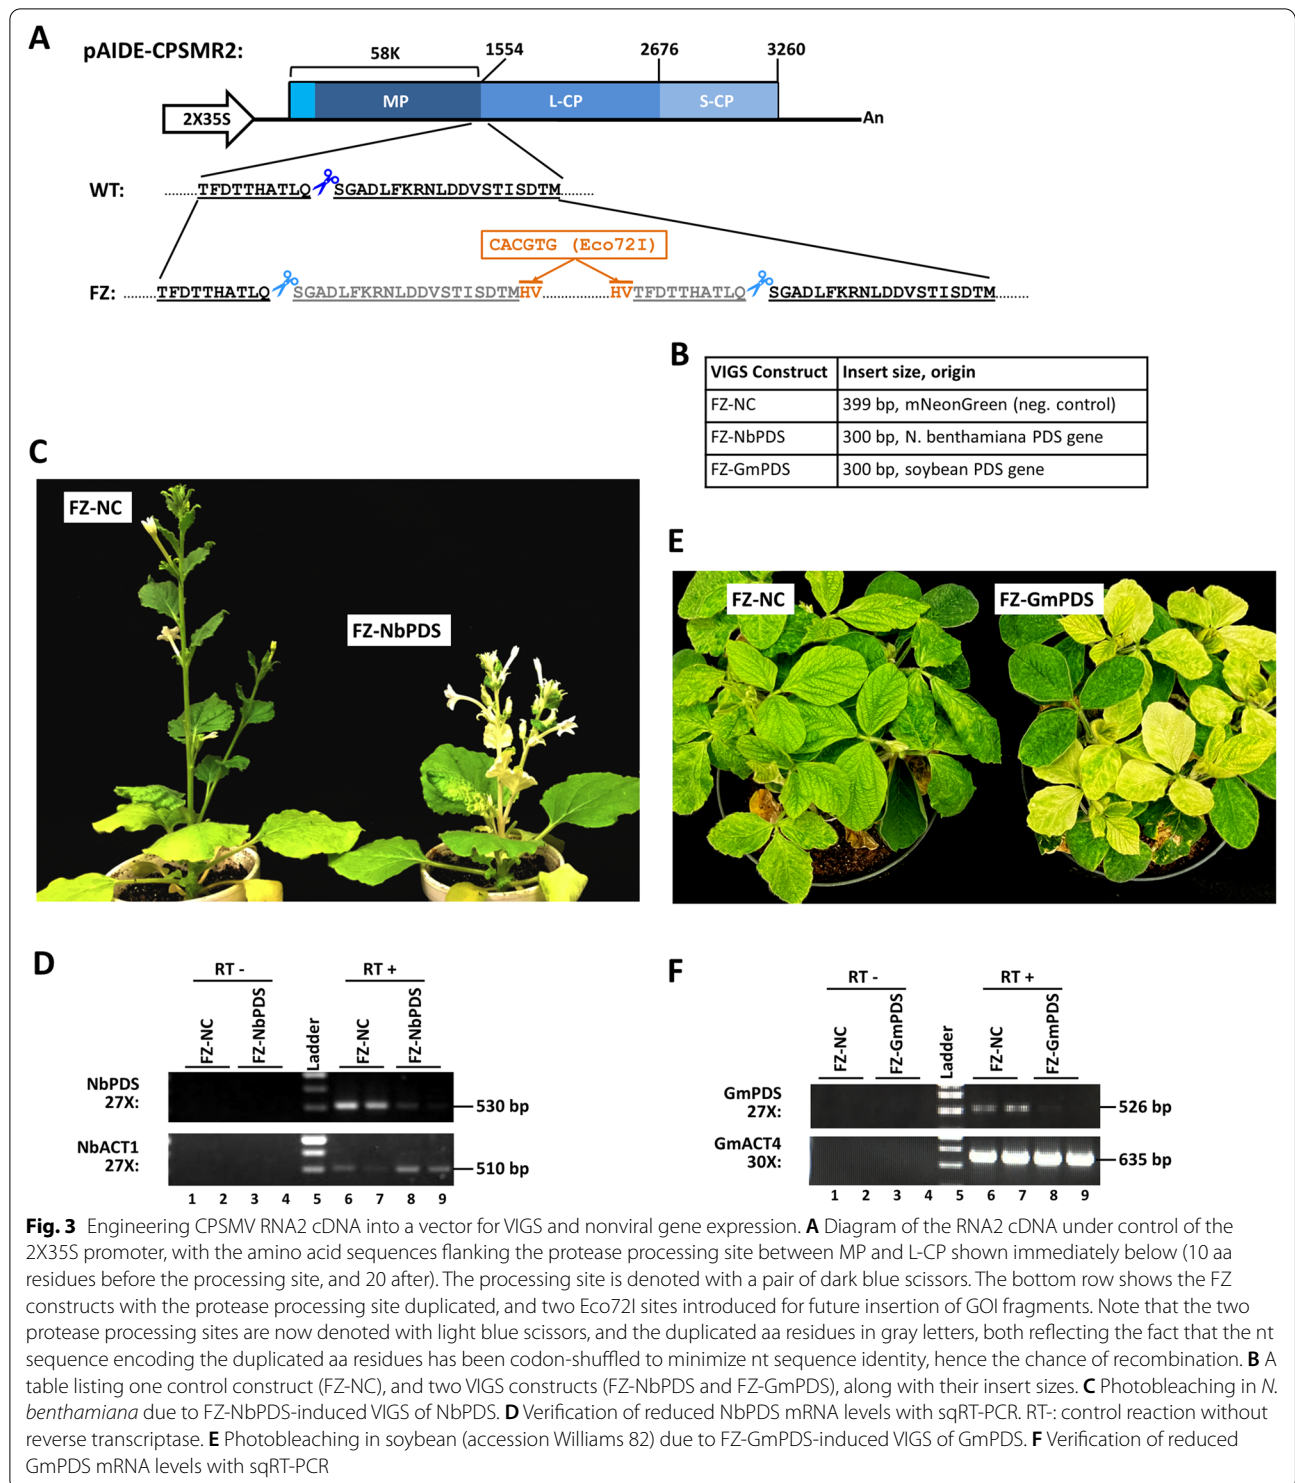 A
pAIDE-CPSMR2:
58K
1554
2676
3260
2X35S
MP
L-CP
S-CP
An
WT:
.........TFDTTHATLQ SGADLFKRNLDDVSTISDTM.........
CACGTG (Eco72I)
FZ: .........TFDTTHATLQ SGADLFKRNLDDVSTISDTMHV...................HVTFDTTHATLQ SGADLFKRNLDDVSTISDTM.........
B
VIGS Construct Insert size, origin
FZ-NC 399 bp, mNeonGreen (neg. control)
FZ-NbPDS 300 bp, N. benthamiana PDS gene
FZ-GmPDS 300 bp, soybean PDS gene
C
FZ-NC
FZ-NbPDS
E
FZ-NC
FZ-GmPDS
D
RT -
RT +
FZ-NC
FZ-NbPDS
Ladder
FZ-NC
FZ-NbPDS
NbPDS
27X:
530 bp
NbACT1
27X:
510 bp
1 2 3 4 5 6 7 8 9
F
RT -
RT +
FZ-NC
FZ-GmPDS
Ladder
FZ-NC
FZ-GmPDS
GmPDS
27X:
526 bp
GmACT4
30X:
635 bp
1 2 3 4 5 6 7 8 9
Fig. 3 Engineering CPSMV RNA2 cDNA into a vector for VIGS and nonviral gene expression. A Diagram of the RNA2 cDNA under control of the
2X35S promoter, with the amino acid sequences flanking the protease processing site between MP and L-CP shown immediately below (10 aa
residues before the processing site, and 20 after). The processing site is denoted with a pair of dark blue scissors. The bottom row shows the FZ
constructs with the protease processing site duplicated, and two Eco72I sites introduced for future insertion of GOI fragments. Note that the two
protease processing sites are now denoted with light blue scissors, and the duplicated aa residues in gray letters, both reflecting the fact that the nt
sequence encoding the duplicated aa residues has been codon-shuffled to minimize nt sequence identity, hence the chance of recombination. B A
table listing one control construct (FZ-NC), and two VIGS constructs (FZ-NbPDS and FZ-GmPDS), along with their insert sizes. C Photobleaching in N.
benthamiana due to FZ-NbPDS-induced VIGS of NbPDS. D Verification of reduced NbPDS mRNA levels with sqRT-PCR. RT-: control reaction without
reverse transcriptase. E Photobleaching in soybean (accession Williams 82) due to FZ-GmPDS-induced VIGS of GmPDS. F Verification of reduced
GmPDS mRNA levels with sqRT-PCR